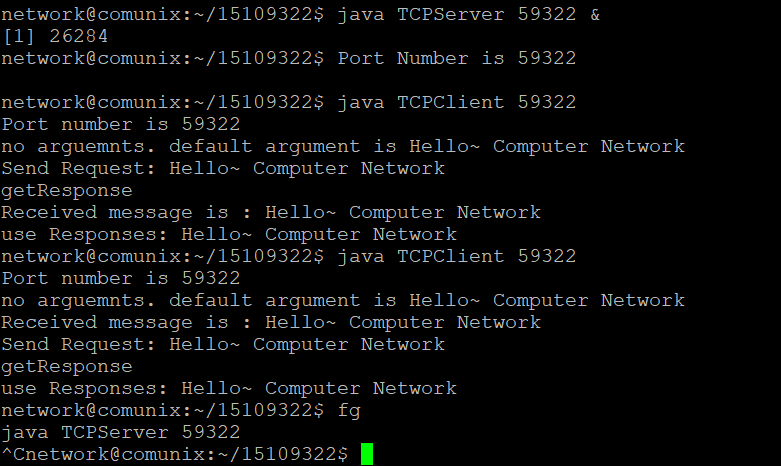 network@comunix:~/15109322$ java TCPServer 59322 &
[1] 26284
network@comunix:~/15109322$ Port Number is 59322
network@comunix:~/15109322$ java TCPClient 59322
Port number is 59322
no arguemnts. default argument is Hello~ Computer Network
Send Request: Hello~ Computer Network
getResponse
Received message is : Hello~ Computer Network
use Responses: Hello~ Computer Network
network@comunix:~/15109322$ java TCPClient 59322
Port number is 59322
no arguemnts. default argument is Hello~ Computer Network
Received message is : Hello~ Computer Network
Send Request: Hello~ Computer Network
getResponse
use Responses: Hello~ Computer Network
network@comunix:~/15109322$ fg
java TCPServer 59322
^Cnetwork@comunix:~/15109322$